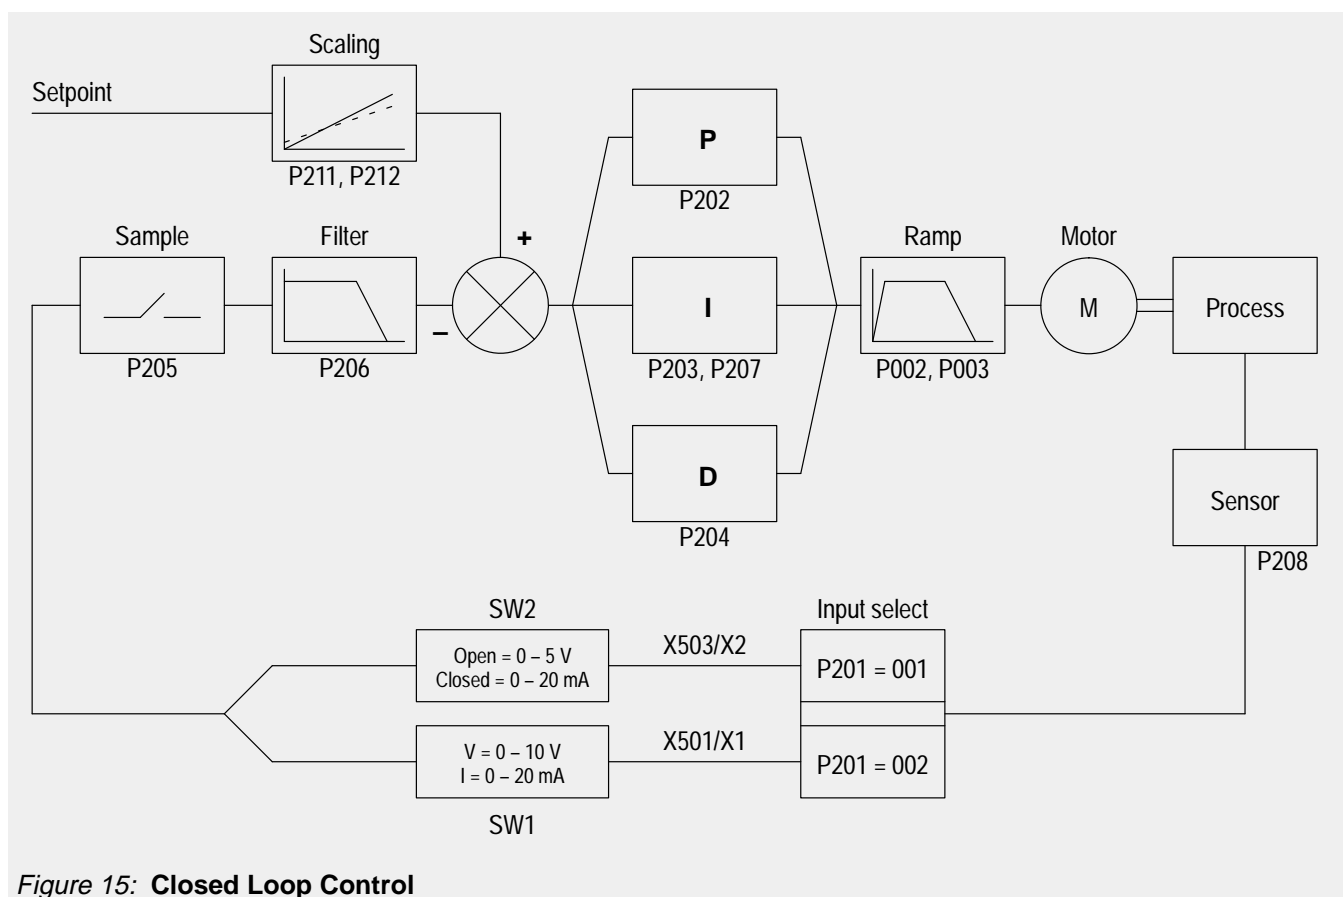 Scaling
Setpoint
P211, P212
P
P202
Sample
Filter
+
Ramp
Motor
–
I
M
Process
P205
P206
P203, P207
P002, P003
D
Sensor
P204
P208
SW2
Input select
Open = 0 – 5 V
Closed = 0 – 20 mA
X503/X2
P201 = 001
V = 0 – 10 V
I = 0 – 20 mA
X501/X1
P201 = 002
SW1
Figure 15: Closed Loop Control